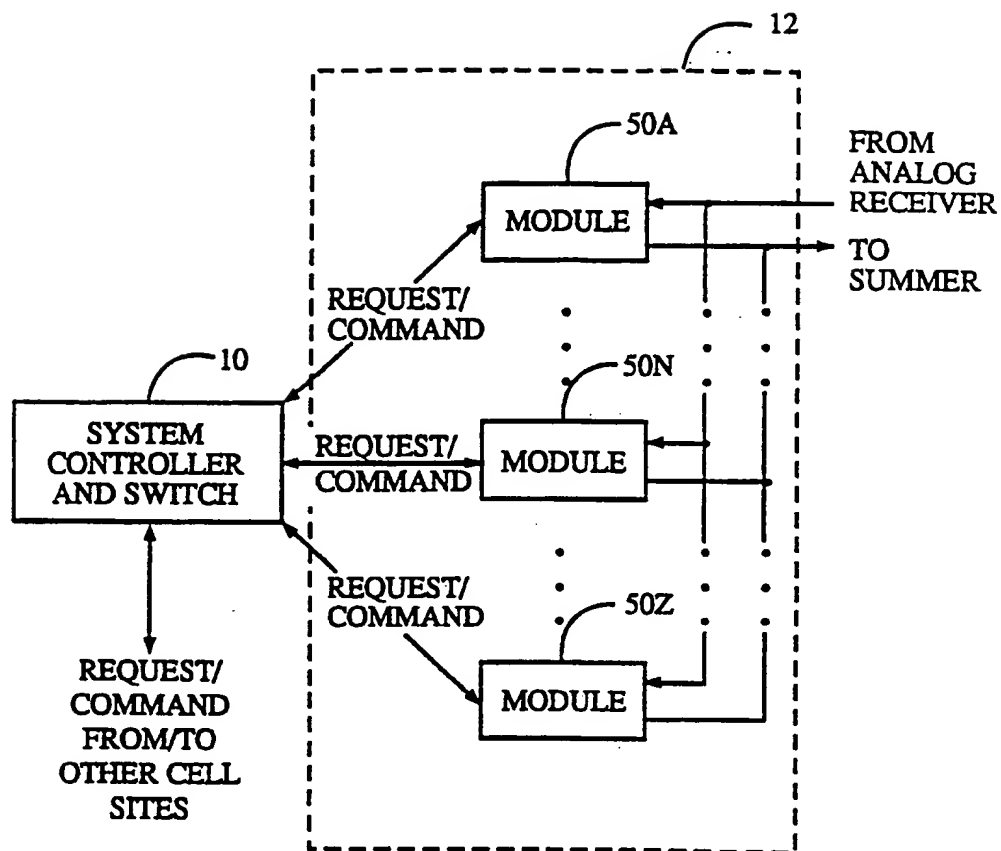 12
50A
FROM
ANALOG
RECEIVER
MODULE
TO
SUMMER
REQUEST/
COMMAND
10
50N
SYSTEM
CONTROLLER
AND SWITCH
REQUEST/
COMMAND
MODULE
REQUEST/
COMMAND
50Z
MODULE
REQUEST/
COMMAND
FROM/TO
OTHER CELL
SITES